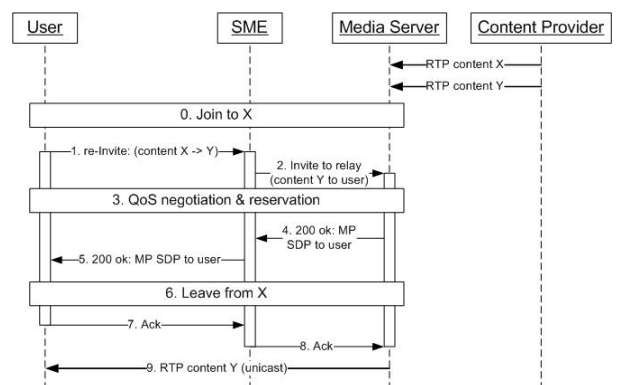 User
SME
Media Server
Content Provider
RTP content X
RTP content Y
0. Join to X
1. re-Invite: (content X -> Y)
2. Invite to relay
(content Y to user)
3. QoS negotiation & reservation
4. 200 ok: MP
SDP to user
5. 200 ok: MP SDP to user
6. Leave from X
7. Ack
8. Ack
9. RTP content Y (unicast)